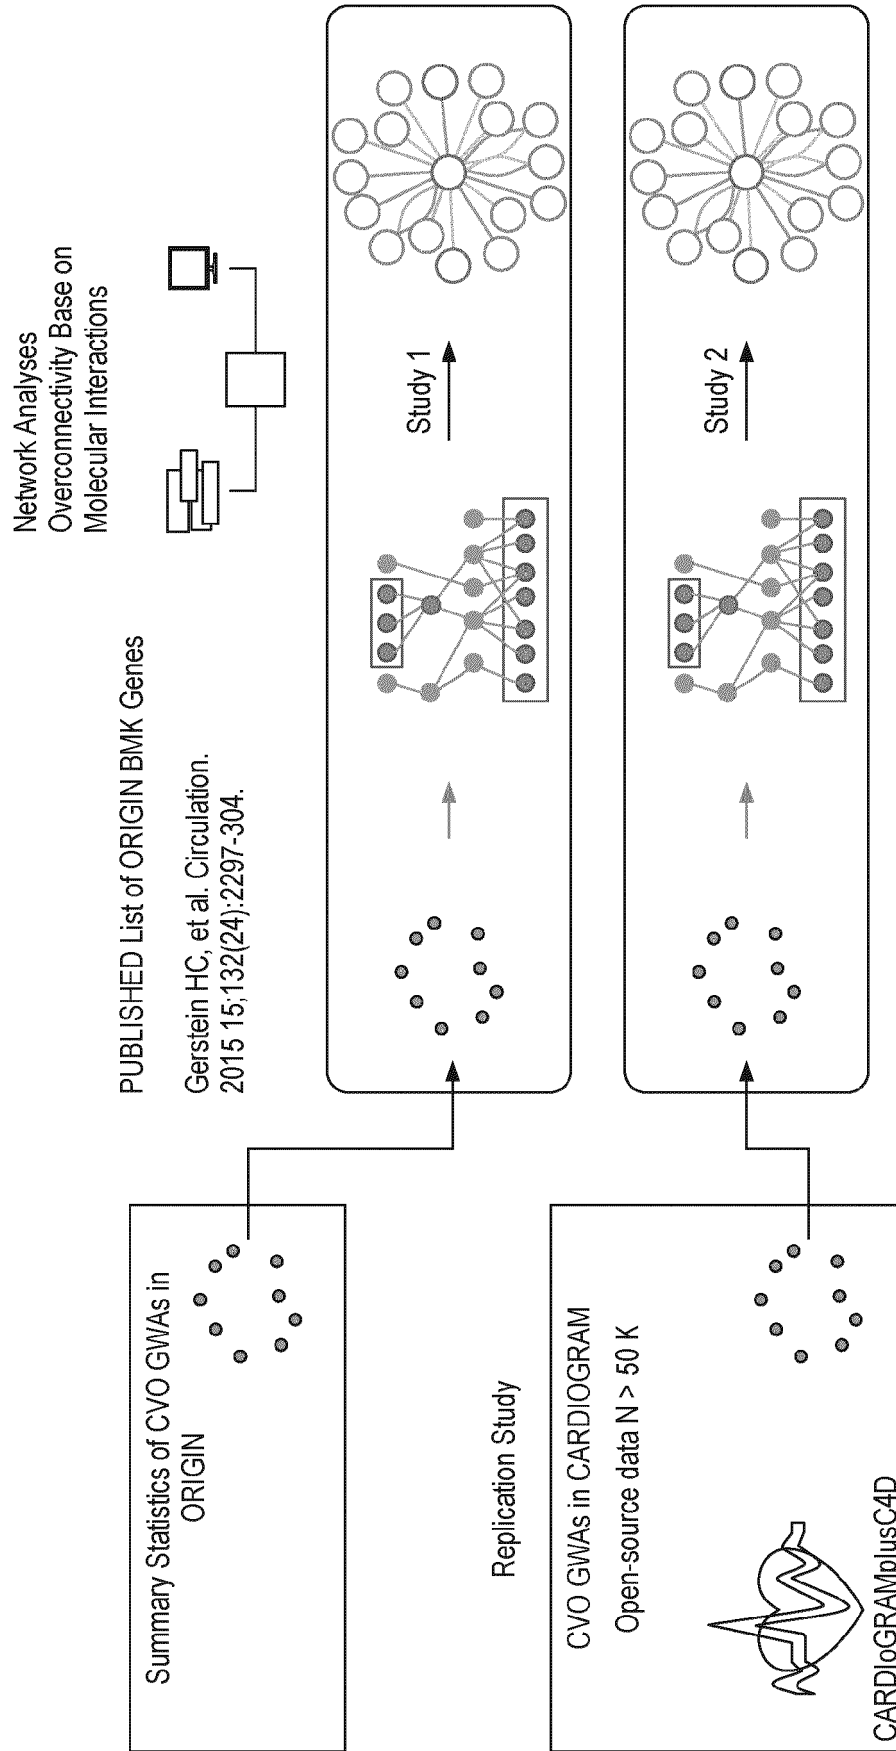 Network Analyses
Overconnectivity Base on
Molecular Interactions
PUBLISHED List of ORIGIN BMK Genes
Gerstein HC, et al. Circulation.
2015 15;132(24):2297-304.
Summary Statistics of CVO GWAs in
ORIGIN
Study 1
Replication Study
CVO GWAs in CARDIOGRAM
Open-source data N > 50 K
CARDIoGRAMplusC4D
Study 2